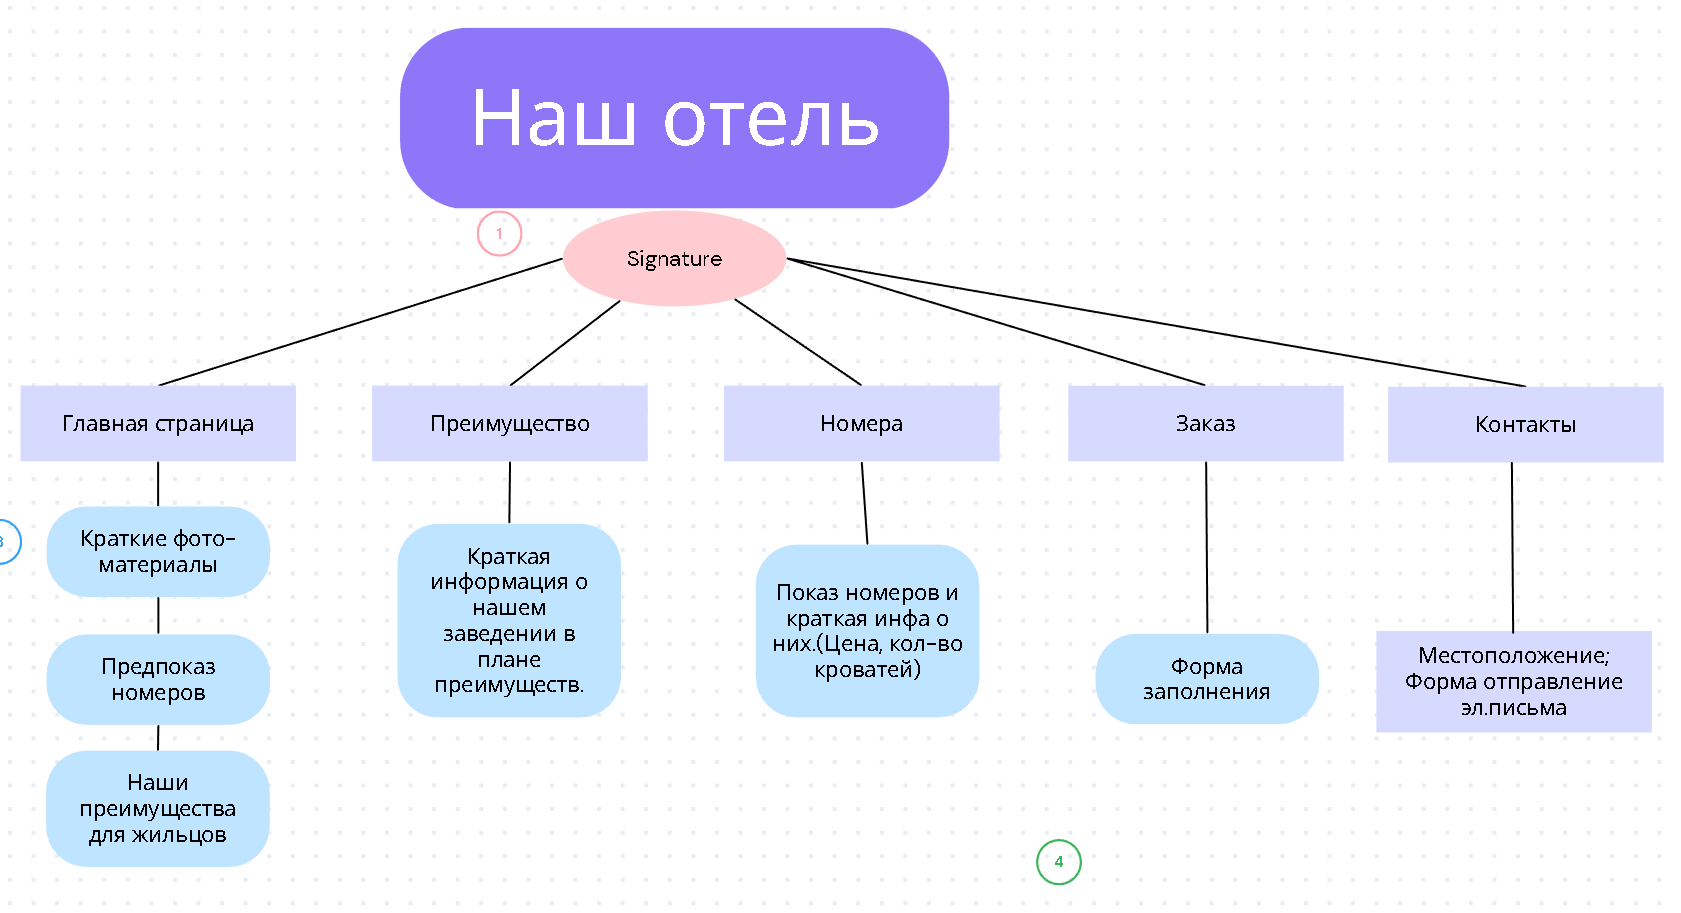 Наш отель
1
Signature
Главная страница
Преимущество
Номера
Заказ
Контакты
3
Краткие фото-
материалы
Предпоказ
номеров
Наши
преимущества
для жильцов
Краткая
информация о
нашем
заведении в
плане
преимуществ.
Показ номеров и
краткая инфа о
них.(Цена, кол-во
кроватей)
Форма
заполнения
Местоположение;
Форма отправление
эл.письма
4